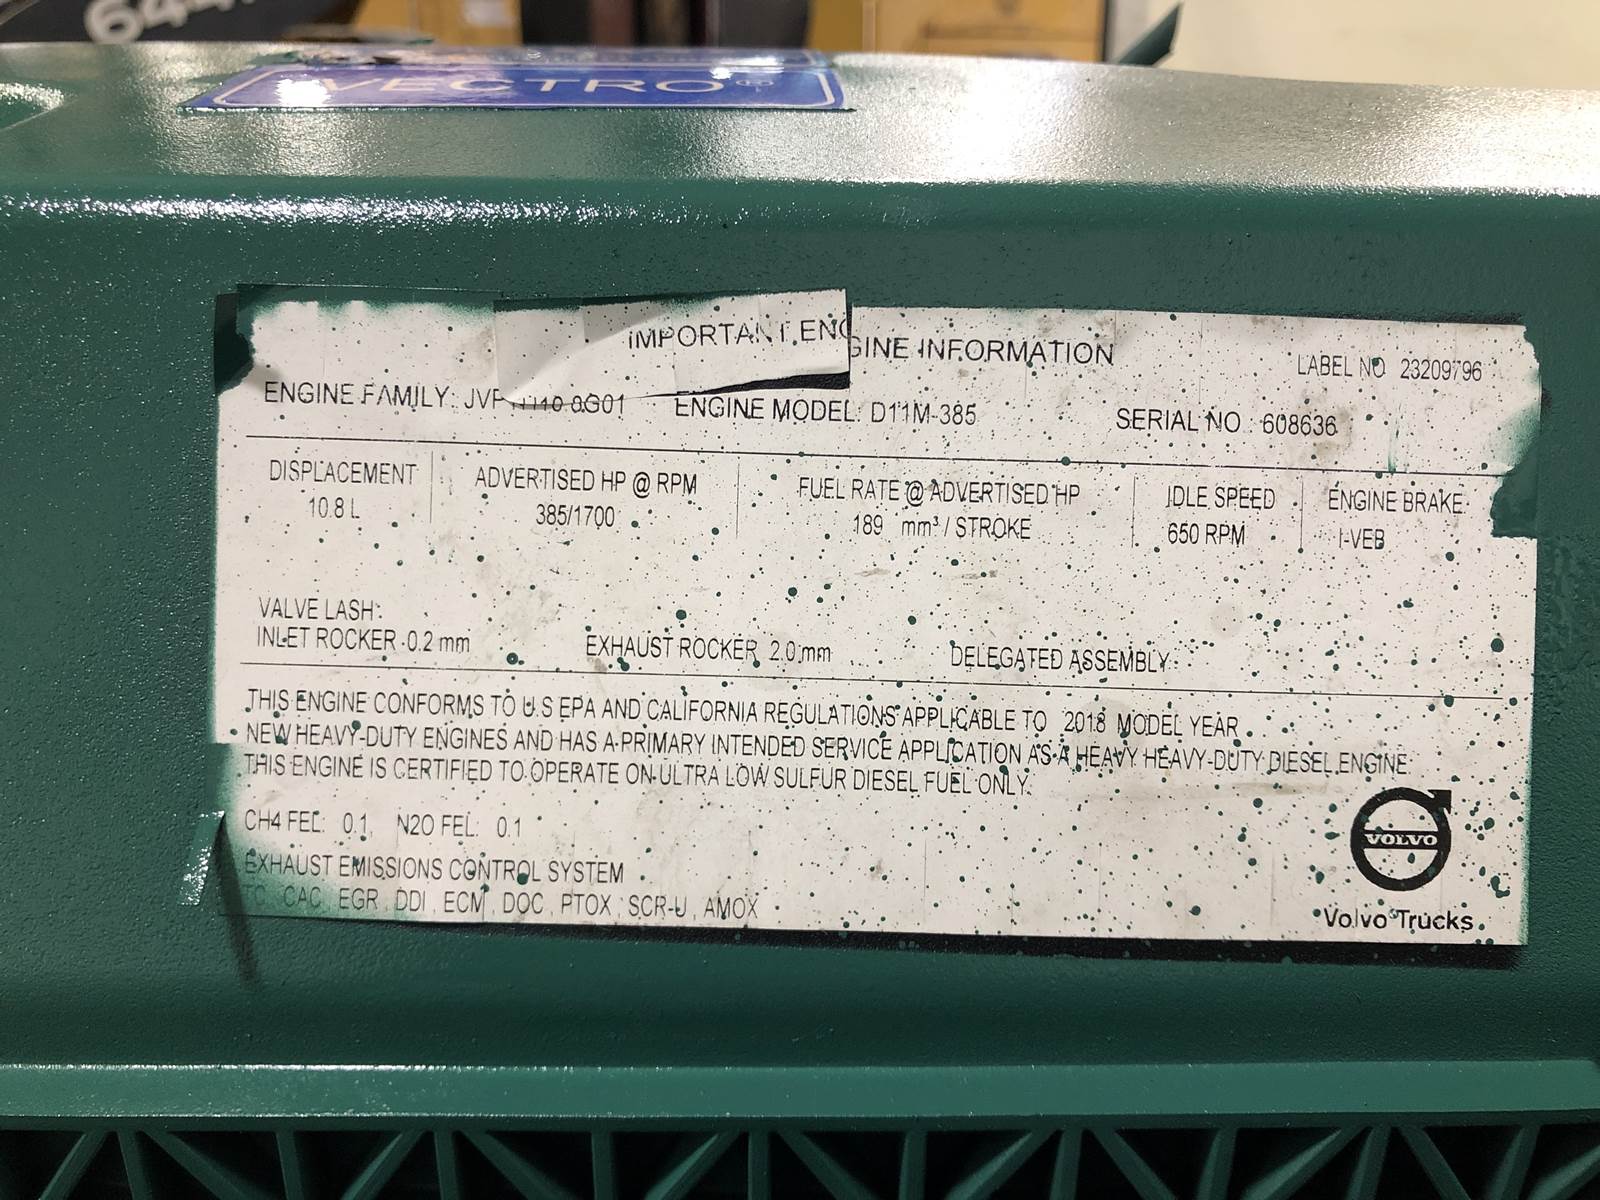 644
VECTRO
IMPORTANT ENGINE INFORMATION
LABEL NO 23209796
ENGINE FAMILY: ENGINE MODEL: D11M-385 SERIAL NO : 608636
DISPLACEMENT ADVERTISED HP @ RPM FUEL RATE @ ADVERTISED HP IDLE SPEED ENGINE BRAKE
10.8 L 385/1700 189 mm³ / STROKE 650 RPM I-VEB
VALVE LASH:
INLET ROCKER 0.2 mm EXHAUST ROCKER 2.0 mm DELEGATED ASSEMBLY
THIS ENGINE CONFORMS TO U.S EPA AND CALIFORNIA REGULATIONS APPLICABLE TO 2018 MODEL YEAR
NEW HEAVY-DUTY ENGINES AND HAS A PRIMARY INTENDED SERVICE APPLICATION AS A HEAVY HEAVY-DUTY DIESEL ENGINE
THIS ENGINE IS CERTIFIED TO OPERATE ON ULTRA LOW SULFUR DIESEL FUEL ONLY.
CH4 FEL: 0.1, N2O FEL: 0.1
EXHAUST EMISSIONS CONTROL SYSTEM
TC, CAC, EGR, DDI, ECM, DOC, PTOX, SCR-U, AMOX
VOLVO
Volvo Trucks